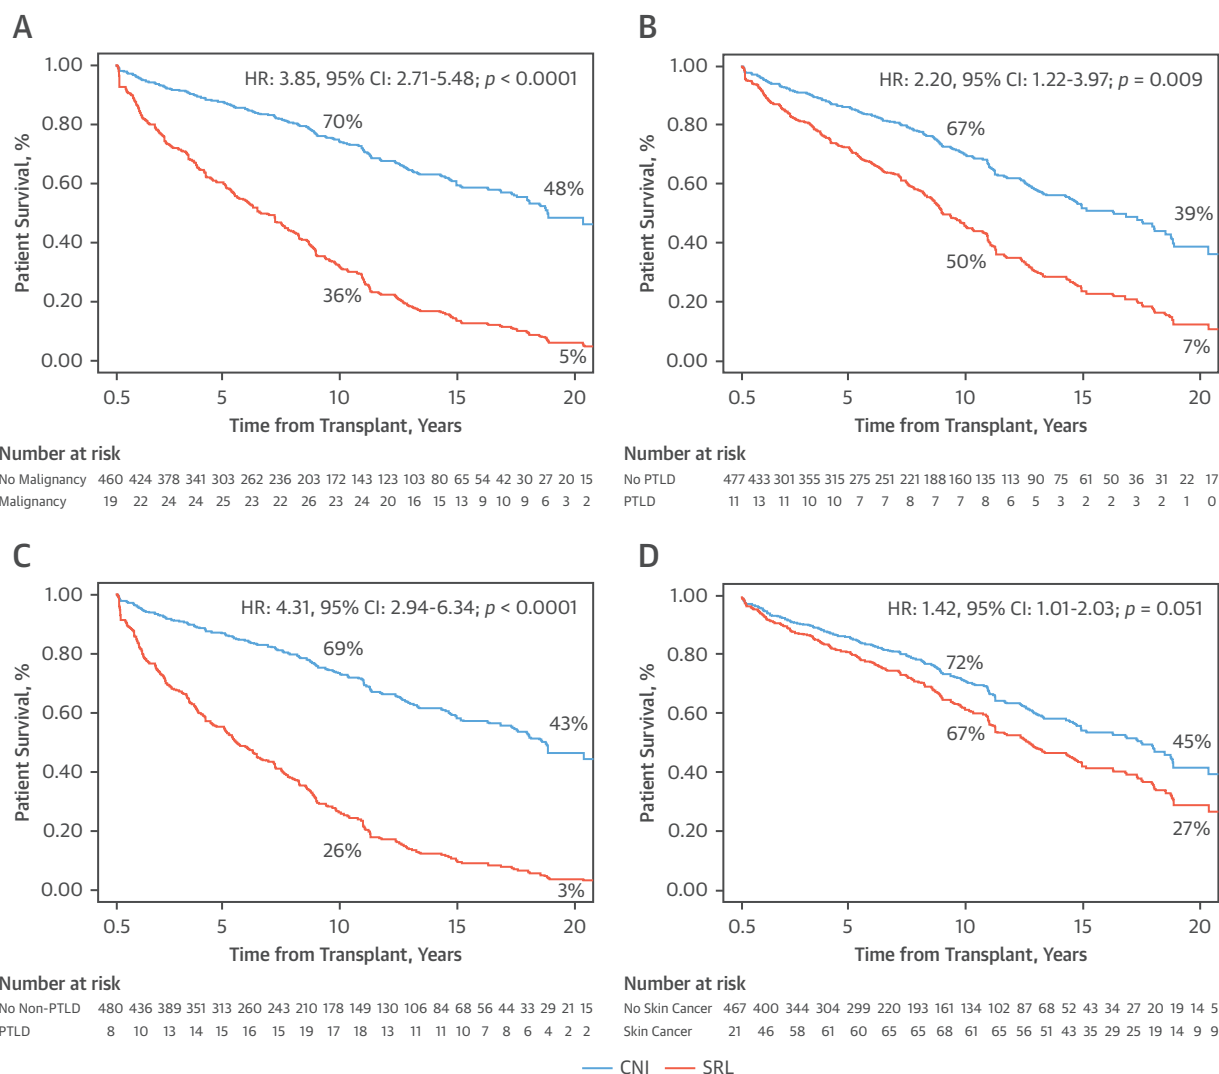 A
HR: 3.85, 95% CI: 2.71-5.48; p < 0.0001
Patient Survival, %
1.00
0.80
0.60
0.40
0.20
0.00
70%
48%
36%
5%
0.5 5 10 15 20
Time from Transplant, Years
Number at risk
No Malignancy 460 424 378 341 303 262 236 203 172 143 123 103 80 65 54 42 30 27 20 15
Malignancy 19 22 24 24 25 23 22 26 23 24 20 16 15 13 9 10 9 6 3 2
B
HR: 2.20, 95% CI: 1.22-3.97; p = 0.009
Patient Survival, %
1.00
0.80
0.60
0.40
0.20
0.00
67%
39%
50%
7%
0.5 5 10 15 20
Time from Transplant, Years
Number at risk
No PTLD 477 433 301 355 315 275 251 221 188 160 135 113 90 75 61 50 36 31 22 17
PTLD 11 13 11 10 10 7 7 8 7 7 8 6 5 3 2 2 3 2 1 0
C
HR: 4.31, 95% CI: 2.94-6.34; p < 0.0001
Patient Survival, %
1.00
0.80
0.60
0.40
0.20
0.00
69%
43%
26%
3%
0.5 5 10 15 20
Time from Transplant, Years
Number at risk
No Non-PTLD 480 436 389 351 313 260 243 210 178 149 130 106 84 68 56 44 33 29 21 15
PTLD 8 10 13 14 15 16 15 19 17 18 13 11 11 10 7 8 6 4 2 2
D
HR: 1.42, 95% CI: 1.01-2.03; p = 0.051
Patient Survival, %
1.00
0.80
0.60
0.40
0.20
0.00
72%
45%
67%
27%
0.5 5 10 15 20
Time from Transplant, Years
Number at risk
No Skin Cancer 467 400 344 304 299 220 193 161 134 102 87 68 52 43 34 27 20 19 14 5
Skin Cancer 21 46 58 61 60 65 65 68 61 65 56 51 43 35 29 25 19 14 9 9
CNI SRL